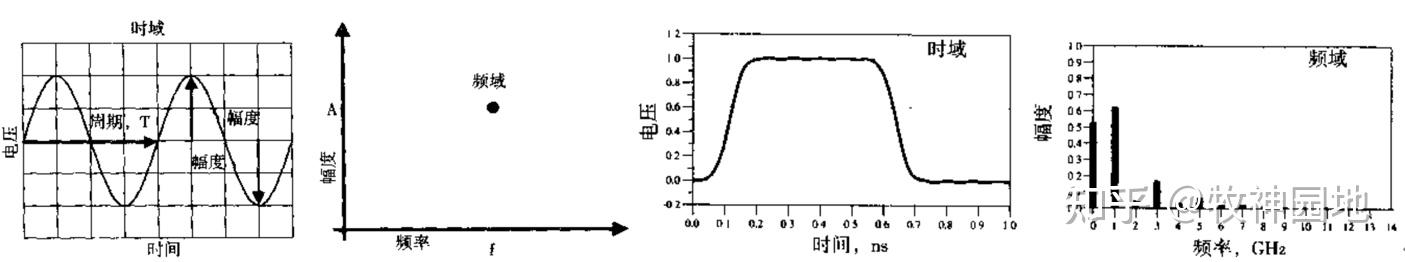 时域
电压
周期, T
幅度
幅度
时间
频域
A
幅度
频率
f
时域
电压
1.2
1.0
0.8
0.6
0.4
0.2
0.0
-0.2
0.0 0.1 0.2 0.3 0.4 0.5 0.6 0.7 0.8 0.9 1.0
时间, ns
频域
幅度
1.0
0.9
0.8
0.7
0.6
0.5
0.4
0.3
0.2
0.1
0.0
0 1 2 3 4 5 6 7 8 9 10 11 12 13 14
频率, GHz
知乎 @牧神园地